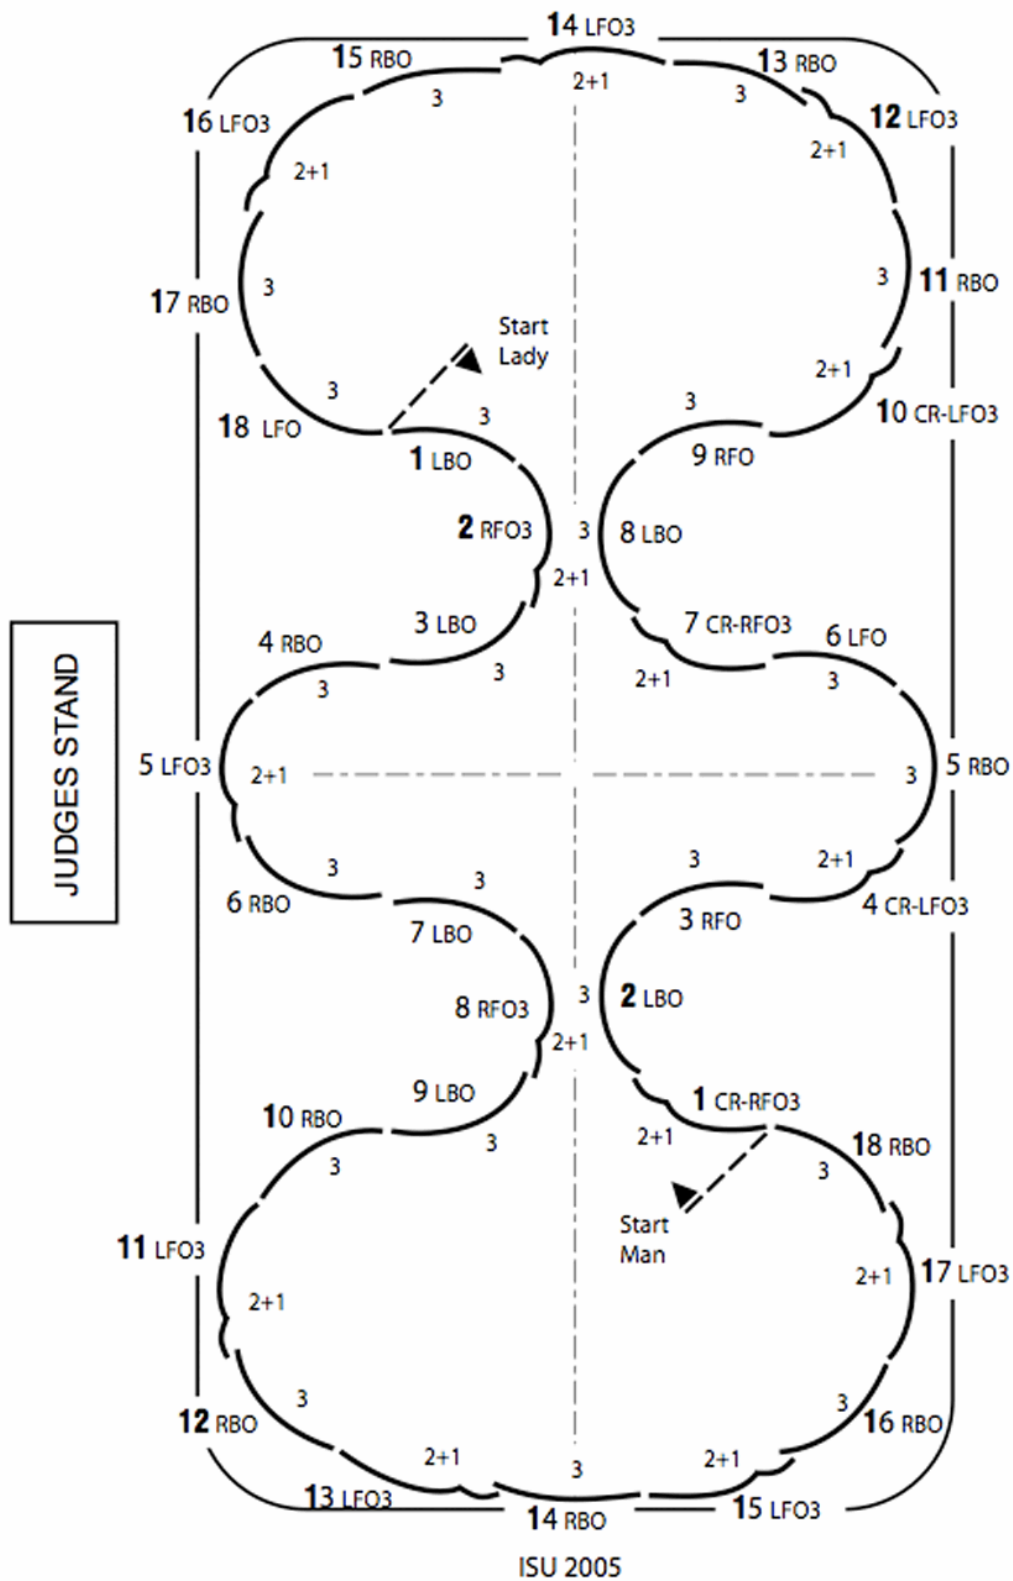 14 LFO3
15 RBO
13 RBO
3
2+1
3
16 LFO3
12 LFO3
2+1
2+1
17 RBO
3
3
11 RBO
Start
Lady
3
2+1
18 LFO
3
3
10 CR-LFO3
1 LBO
9 RFO
2 RFO3
3
8 LBO
2+1
3 LBO
7 CR-RFO3
4 RBO
6 LFO
3
3
2+1
3
JUDGES STAND
5 LFO3
2+1
3
5 RBO
3
3
3
2+1
6 RBO
7 LBO
3 RFO
4 CR-LFO3
8 RFO3
3
2 LBO
2+1
9 LBO
1 CR-RFO3
10 RBO
3
3
2+1
18 RBO
3
Start
Man
11 LFO3
2+1
2+1
17 LFO3
12 RBO
3
3
16 RBO
2+1
3
2+1
13 LFO3
14 RBO
15 LFO3
ISU 2005